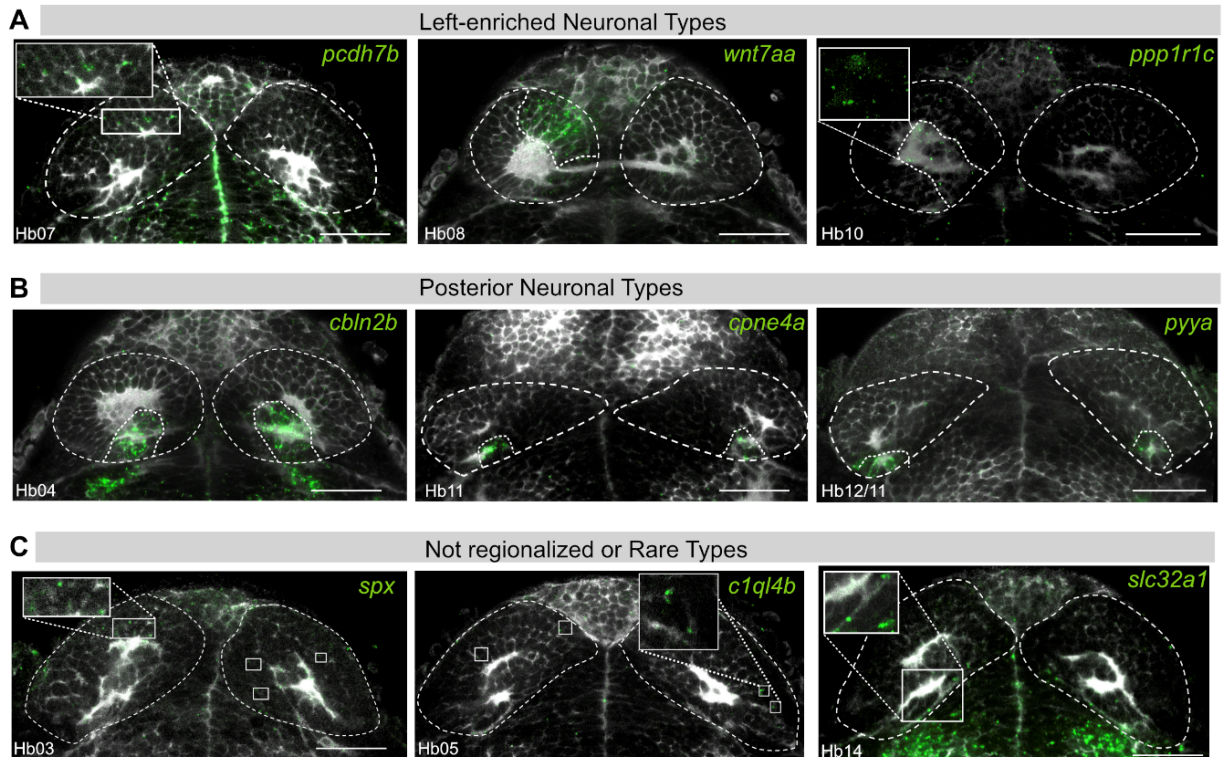 A
Left-enriched Neuronal Types
pcdh7b
wnt7aa
ppp1r1c
Hb07
Hb08
Hb10
B
Posterior Neuronal Types
cbln2b
cpne4a
pyya
Hb04
Hb11
Hb12/11
C
Not regionalized or Rare Types
spx
c1ql4b
slc32a1
Hb03
Hb05
Hb14